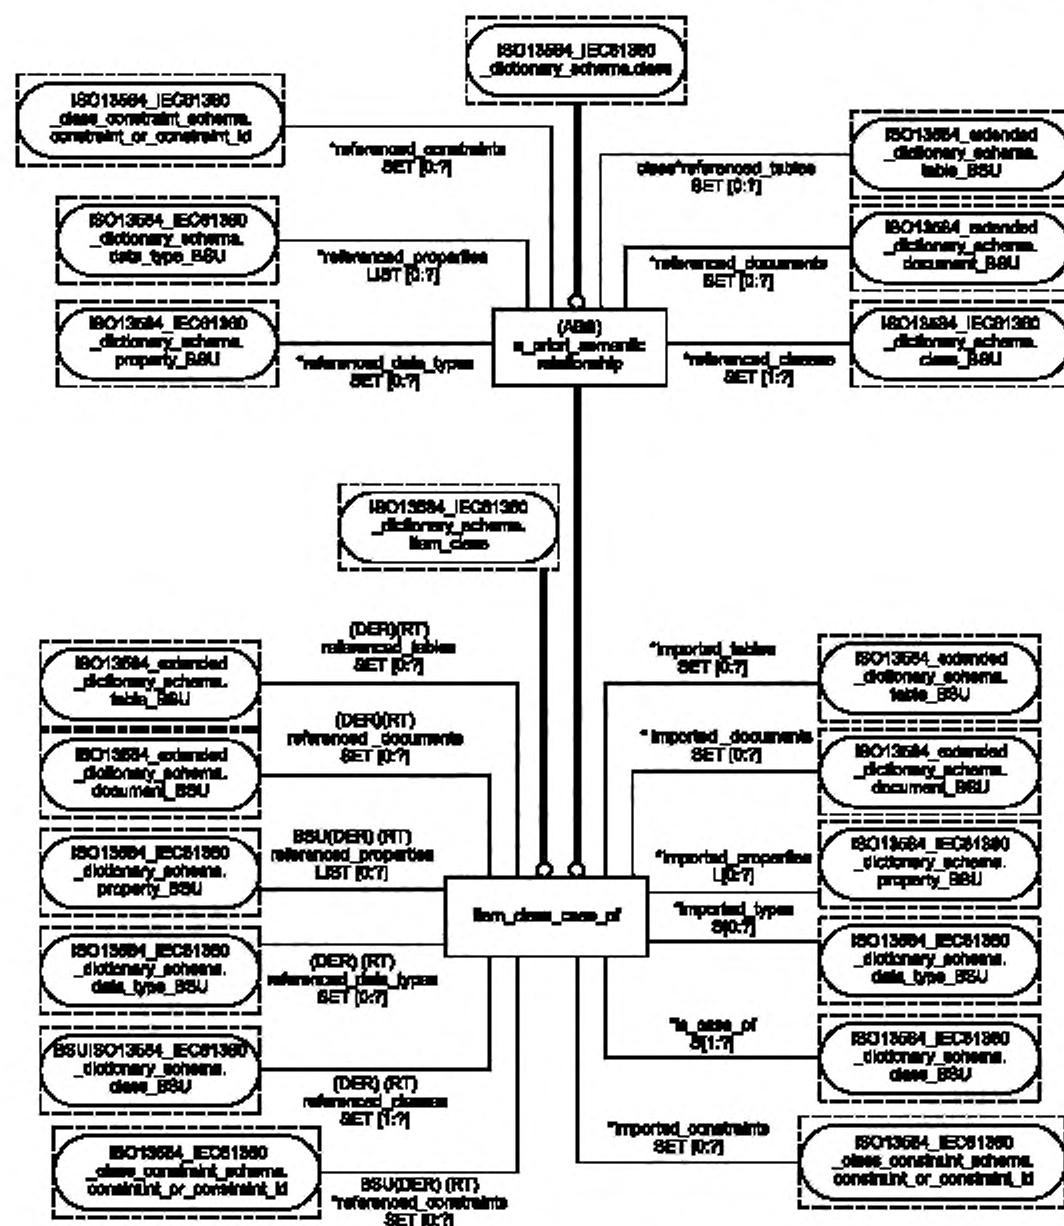 ISO13584_IEC61360
_dictionary_schema.class
ISO13584_IEC61360
_class_constraint_schema.
constraint_or_constraint_id
*referenced_constraints
SET [0:?]
class*referenced_tables
SET [0:?]
ISO13584_extended
_dictionary_schema.
table_BSU
ISO13584_IEC61360
_dictionary_schema.
data_type_BSU
*referenced_properties
LIST [0:?]
*referenced_documents
SET [0:?]
ISO13584_extended
_dictionary_schema.
document_BSU
ISO13584_IEC61360
_dictionary_schema.
property_BSU
*referenced_data_types
SET [0:?]
(ABS)
a_priori_semantic
relationship
*referenced_classes
SET [1:?]
ISO13584_IEC61360
_dictionary_schema.
class_BSU
ISO13584_IEC61360
_dictionary_schema.
item_class
ISO13584_extended
_dictionary_schema.
table_BSU
(DER)(RT)
referenced_tables
SET [0:?]
*imported_tables
SET [0:?]
ISO13584_extended
_dictionary_schema.
table_BSU
ISO13584_extended
_dictionary_schema.
document_BSU
(DER)(RT)
referenced_documents
SET [0:?]
* imported_documents
SET [0:?]
ISO13584_extended
_dictionary_schema.
document_BSU
ISO13584_IEC61360
_dictionary_schema.
property_BSU
BSU(DER) (RT)
referenced_properties
LIST [0:?]
*imported_properties
L[0:?]
ISO13584_IEC61360
_dictionary_schema.
property_BSU
item_class_case_of
ISO13584_IEC61360
_dictionary_schema.
data_type_BSU
(DER) (RT)
referenced_data_types
SET [0:?]
*imported_types
S[0:?]
ISO13584_IEC61360
_dictionary_schema.
data_type_BSU
BSUISO13584_IEC61360
_dictionary_schema.
class_BSU
(DER) (RT)
referenced_classes
SET [1:?]
*is_case_of
S[1:?]
ISO13584_IEC61360
_dictionary_schema.
class_BSU
ISO13584_IEC61360
_class_constraint_schema.
constraint_or_constraint_id
BSU(DER) (RT)
*referenced_constraints
SET [0:?]
*imported_constraints
SET [0:?]
ISO13584_IEC61360
_class_constraint_schema.
constraint_or_constraint_id